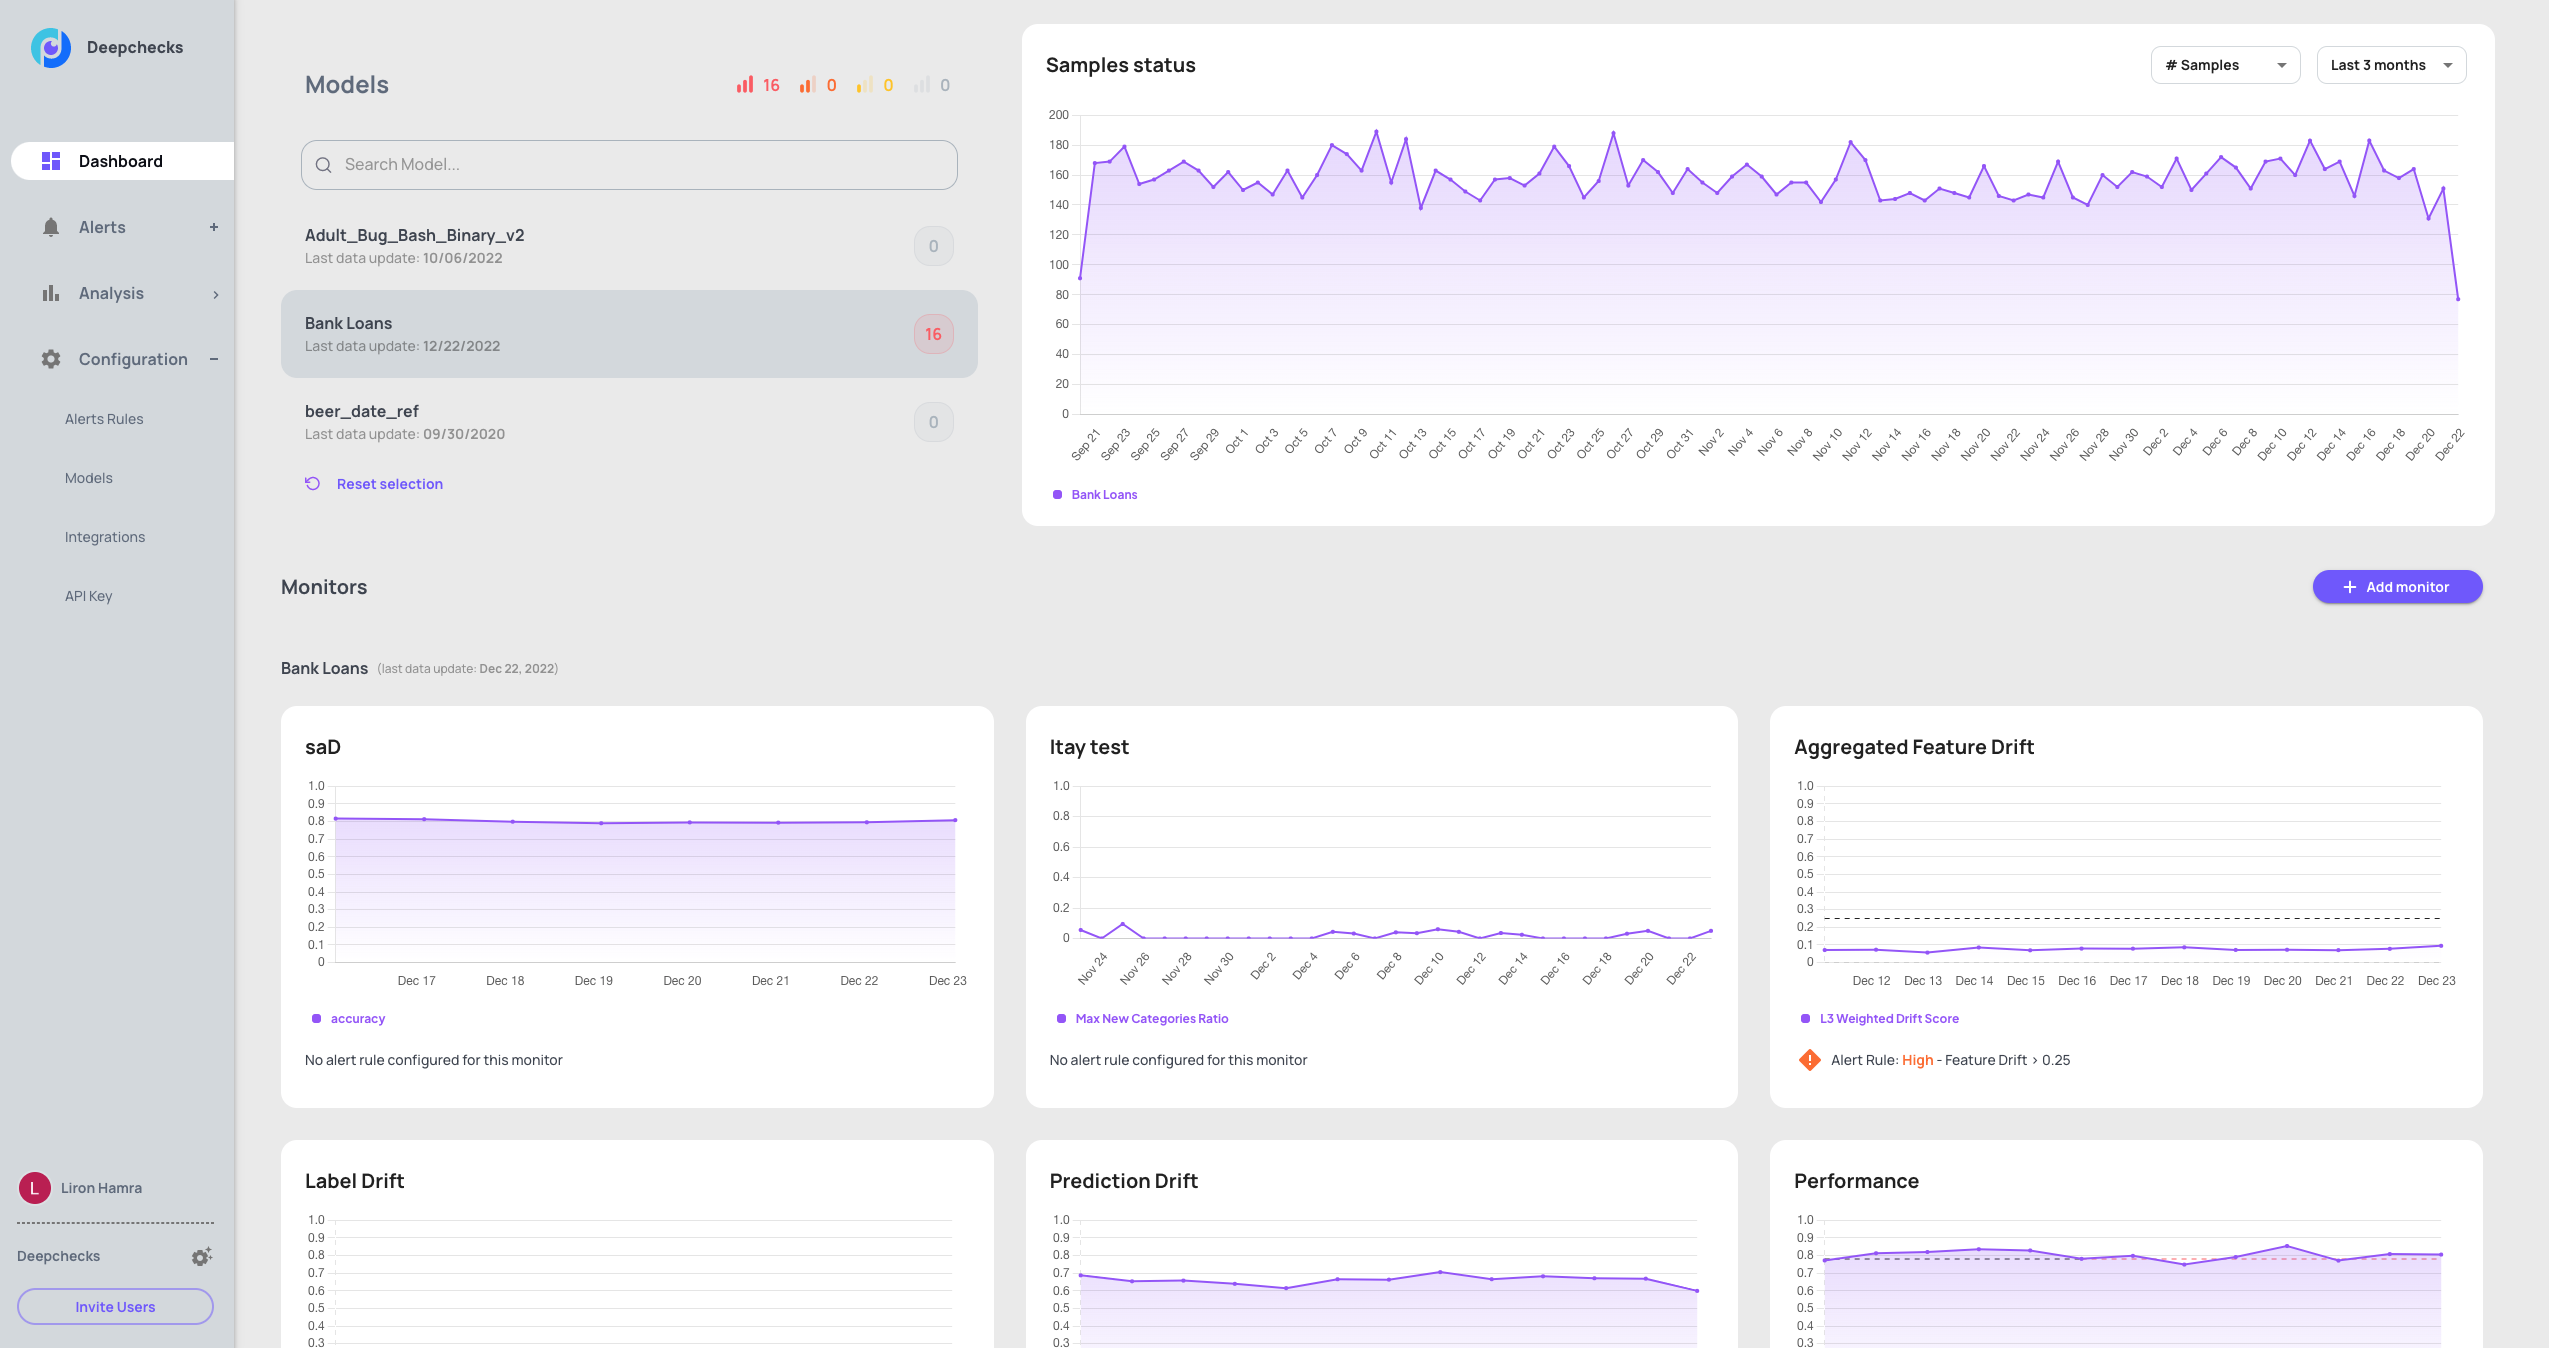 Deepchecks
Dashboard
Alerts
Analysis
Configuration
Alerts Rules
Models
Integrations
API Key
L
Liron Hamra
Deepchecks
Invite Users
Models
16 0 0 0
Search Model...
Adult_Bug_Bash_Binary_v2
Last data update: 10/06/2022
0
Bank Loans
Last data update: 12/22/2022
16
beer_date_ref
Last data update: 09/30/2020
0
Reset selection
Samples status
# Samples
Last 3 months
200
180
160
140
120
100
80
60
40
20
0
Sep 21 Sep 23 Sep 25 Sep 27 Sep 29 Oct 1 Oct 3 Oct 5 Oct 7 Oct 9 Oct 11 Oct 13 Oct 15 Oct 17 Oct 19 Oct 21 Oct 23 Oct 25 Oct 27 Oct 29 Oct 31 Nov 2 Nov 4 Nov 6 Nov 8 Nov 10 Nov 12 Nov 14 Nov 16 Nov 18 Nov 20 Nov 22 Nov 24 Nov 26 Nov 28 Nov 30 Dec 2 Dec 4 Dec 6 Dec 8 Dec 10 Dec 12 Dec 14 Dec 16 Dec 18 Dec 20 Dec 22
Bank Loans
Monitors
+ Add monitor
Bank Loans (last data update: Dec 22, 2022)
saD
1.0
0.9
0.8
0.7
0.6
0.5
0.4
0.3
0.2
0.1
0
Dec 17 Dec 18 Dec 19 Dec 20 Dec 21 Dec 22 Dec 23
accuracy
No alert rule configured for this monitor
Itay test
1.0
0.8
0.6
0.4
0.2
0
Nov 24 Nov 26 Nov 28 Nov 30 Dec 2 Dec 4 Dec 6 Dec 8 Dec 10 Dec 12 Dec 14 Dec 16 Dec 18 Dec 20 Dec 22
Max New Categories Ratio
No alert rule configured for this monitor
Aggregated Feature Drift
1.0
0.9
0.8
0.7
0.6
0.5
0.4
0.3
0.2
0.1
0
Dec 12 Dec 13 Dec 14 Dec 15 Dec 16 Dec 17 Dec 18 Dec 19 Dec 20 Dec 21 Dec 22 Dec 23
L3 Weighted Drift Score
Alert Rule: High - Feature Drift > 0.25
Label Drift
1.0
0.9
0.8
0.7
0.6
0.5
0.4
0.3
Prediction Drift
1.0
0.9
0.8
0.7
0.6
0.5
0.4
0.3
Performance
1.0
0.9
0.8
0.7
0.6
0.5
0.4
0.3